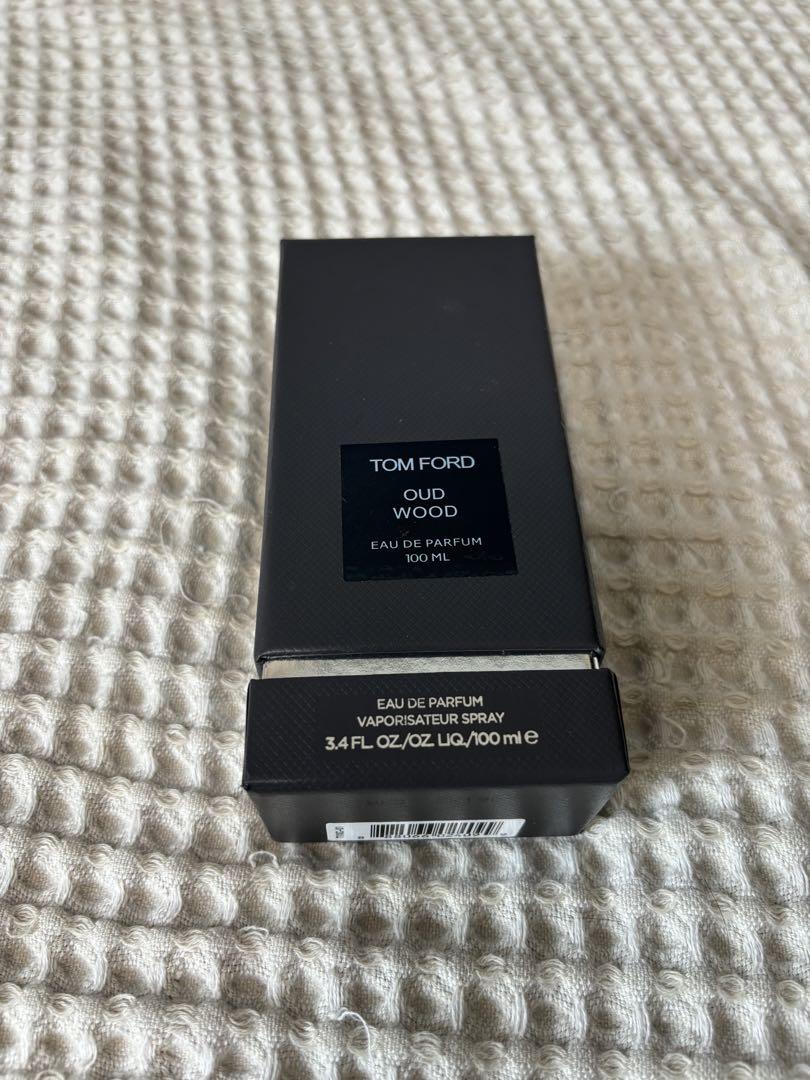 TOM FORD
OUD
WOOD
EAU DE PARFUM
100 ML
EAU DE PARFUM
VAPORISATEUR SPRAY
3.4 FL. OZ./OZ. LIQ./100 ml ℮